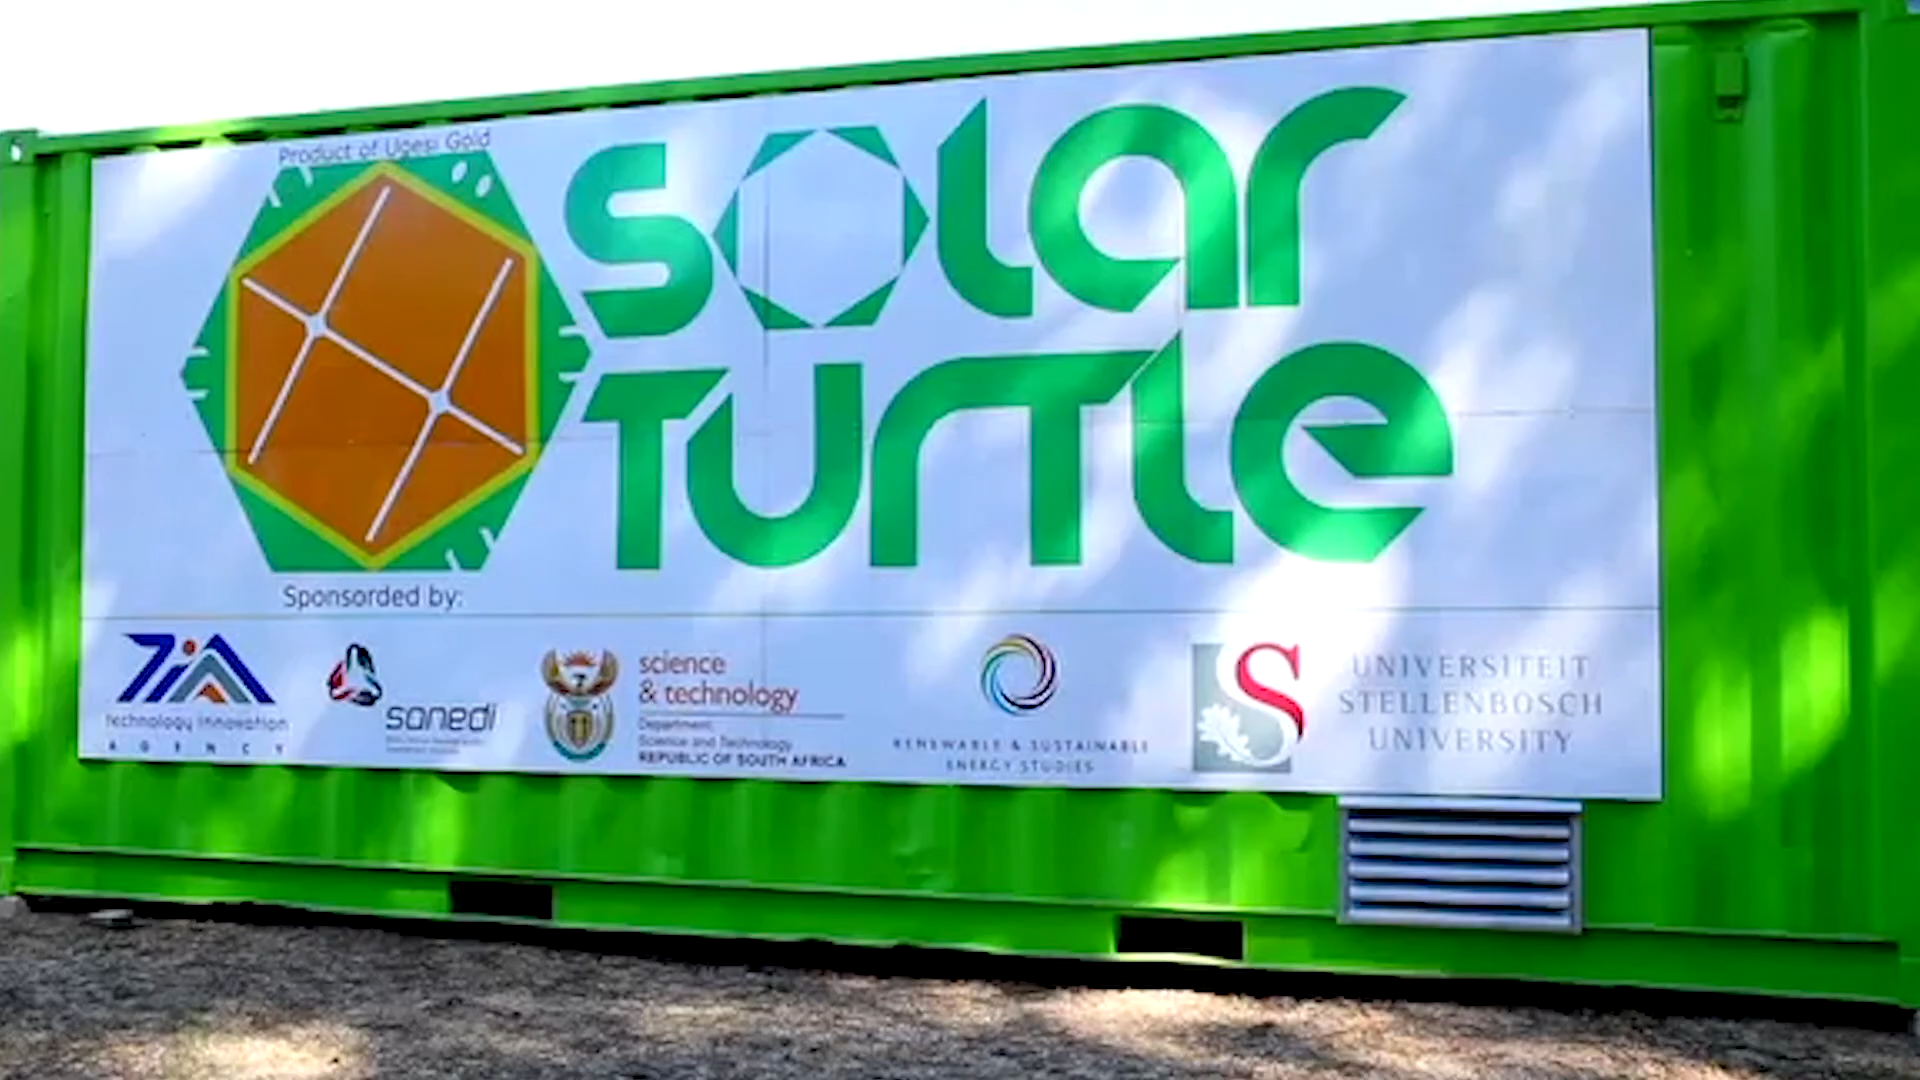 Product of Ugesi Gold
SOLAR
TURTLE
Sponsorded by:
TIA
technology innovation
AGENCY
sanedi
science
& technology
Department:
Science and Technology
REPUBLIC OF SOUTH AFRICA
RENEWABLE & SUSTAINABLE
ENERGY STUDIES
S
UNIVERSITEIT
STELLENBOSCH
UNIVERSITY